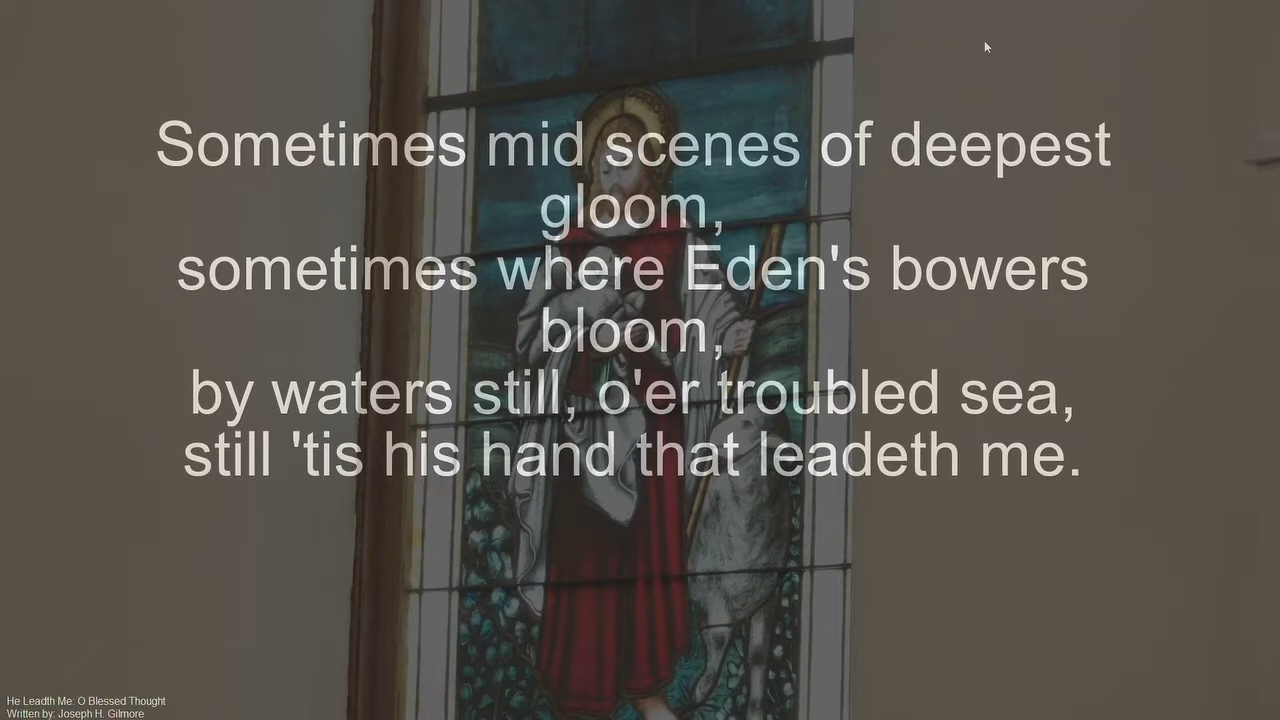 Sometimes mid scenes of deepest
gloom,
sometimes where Eden's bowers
bloom,
by waters still, o'er troubled sea,
still 'tis his hand that leadeth me.
He Leadth Me: O Blessed Thought
Written by: Joseph H. Gilmore